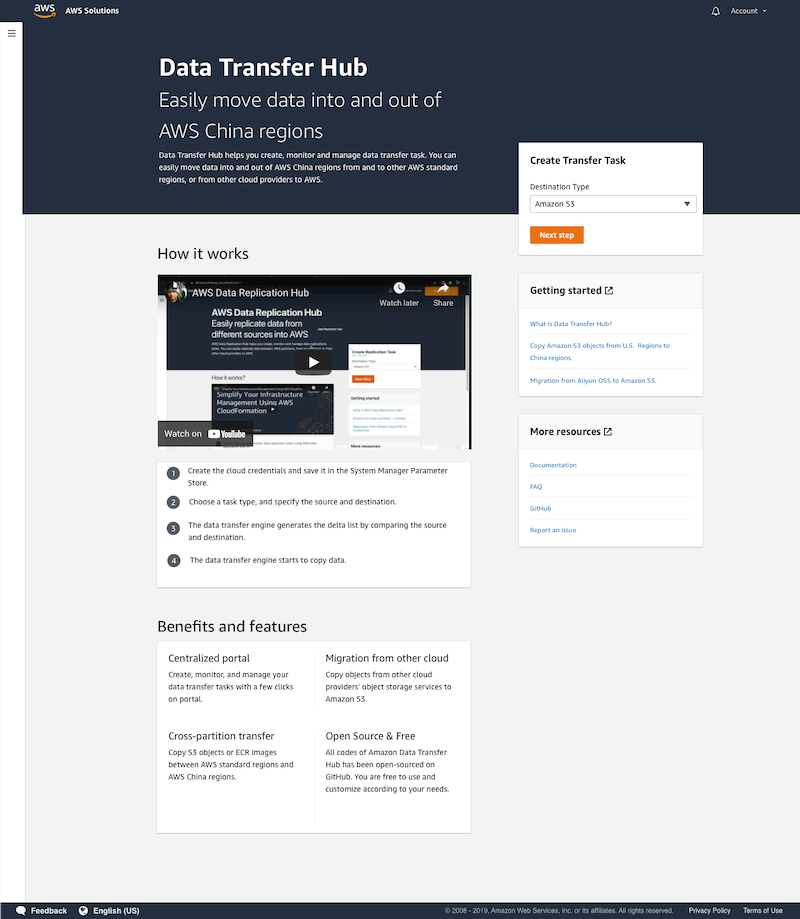 aws
AWS Solutions
Account
Data Transfer Hub
Easily move data into and out of
AWS China regions
Data Transfer Hub helps you create, monitor and manage data transfer task. You can
easily move data into and out of AWS China regions from and to other AWS standard
regions, or from other cloud providers to AWS.
Create Transfer Task
Destination Type
Amazon S3
Next step
How it works
AWS Data Replication Hub
Watch later
Share
AWS Data Replication Hub
Easily replicate data from
different sources into AWS
Create Replication Task
How it works?
Simplify Your Infrastructure
Management Using AWS
CloudFormation
Getting started
More resources
Watch on
YouTube
1 Create the cloud credentials and save it in the System Manager Parameter
Store.
2 Choose a task type, and specify the source and destination.
3 The data transfer engine generates the delta list by comparing the source
and destination.
4 The data transfer engine starts to copy data.
Getting started
What is Data Transfer Hub?
Copy Amazon S3 objects from U.S. Regions to
China regions.
Migration from Aliyun OSS to Amazon S3.
More resources
Documentation
FAQ
GitHub
Report an issue
Benefits and features
Centralized portal
Create, monitor, and manage your
data transfer tasks with a few clicks
on portal.
Migration from other cloud
Copy objects from other cloud
providers' object storage services to
Amazon S3.
Cross-partition transfer
Copy S3 objects or ECR images
between AWS standard regions and
AWS China regions.
Open Source & Free
All codes of Amazon Data Transfer
Hub has been open-sourced on
GitHub. You are free to use and
customize according to your needs.
Feedback
English (US)
© 2008 - 2019, Amazon Web Services, Inc. or its affiliates. All rights reserved.
Privacy Policy
Terms of Use